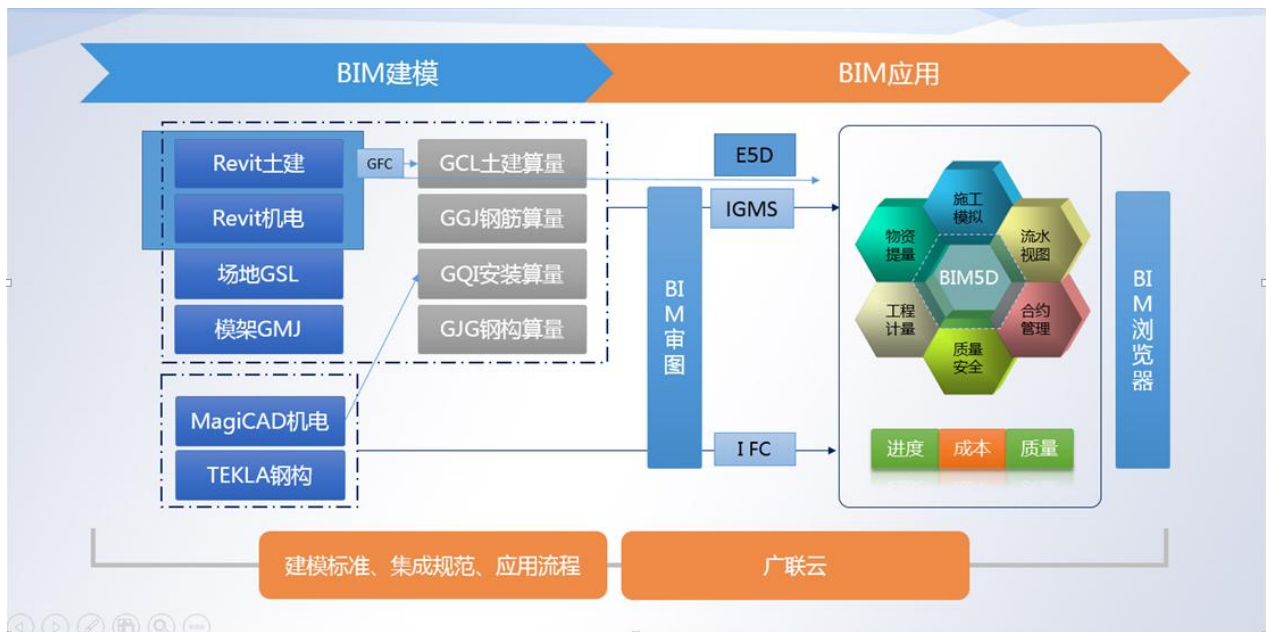 BIM建模
BIM应用
Revit土建
GFC
GCL土建算量
E5D
Revit机电
GGJ钢筋算量
IGMS
场地GSL
GQI安装算量
模架GMJ
GJG钢构算量
BI
M
审
图
MagiCAD机电
TEKLA钢构
I FC
施工
模拟
物资
提量
流水
视图
BIM5D
工程
计量
合约
管理
质量
安全
进度
成本
质量
BI
M
浏
览
器
建模标准、集成规范、应用流程
广联云